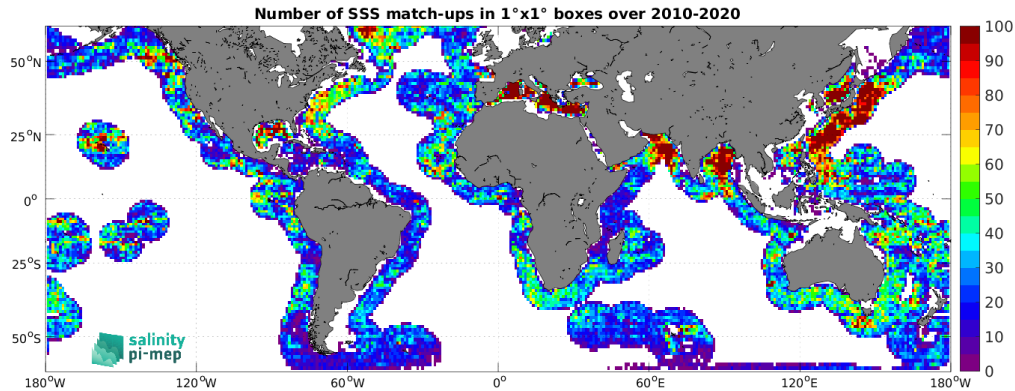 Number of SSS match-ups in 1°x1° boxes over 2010-2020
50°N
25°N
0°
25°S
50°S
180°W
120°W
60°W
0°
60°E
120°E
180°W
100
90
80
70
60
50
40
30
20
10
0
salinity
pi-mep